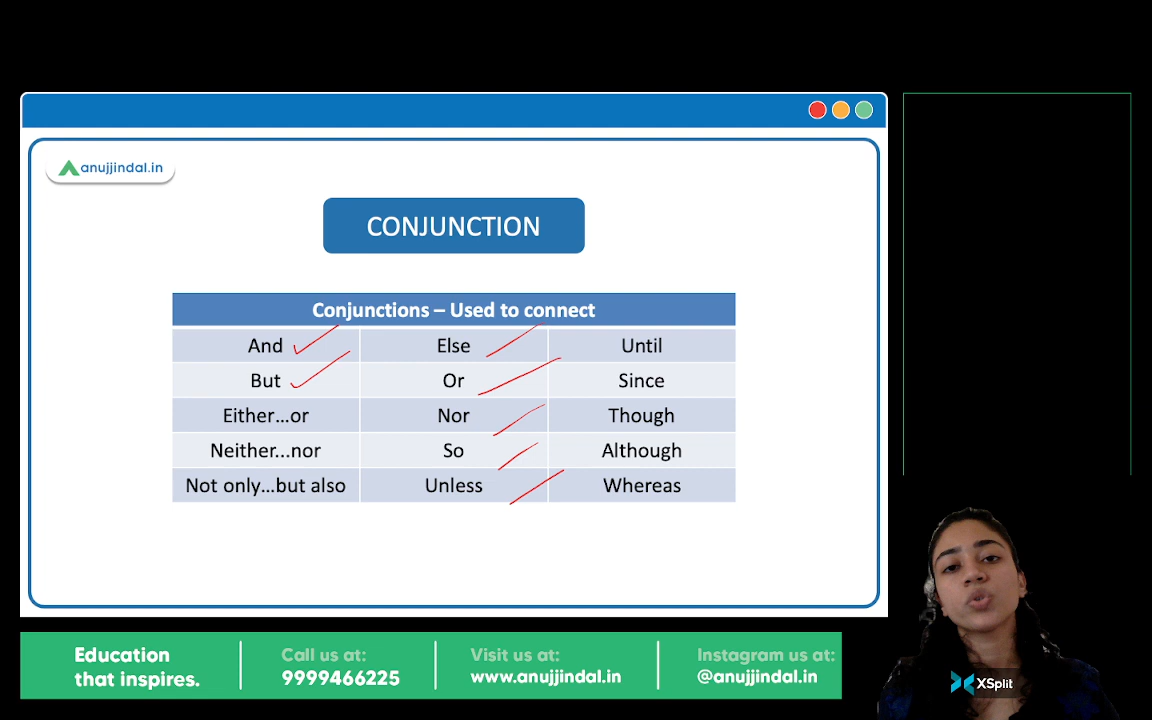 anujjindal.in
CONJUNCTION
Conjunctions – Used to connect
And Else Until
But Or Since
Either...or Nor Though
Neither...nor So Although
Not only...but also Unless Whereas
Education
that inspires.
Call us at:
9999466225
Visit us at:
www.anujjindal.in
Instagram us at:
@anujjindal.in
XSplit